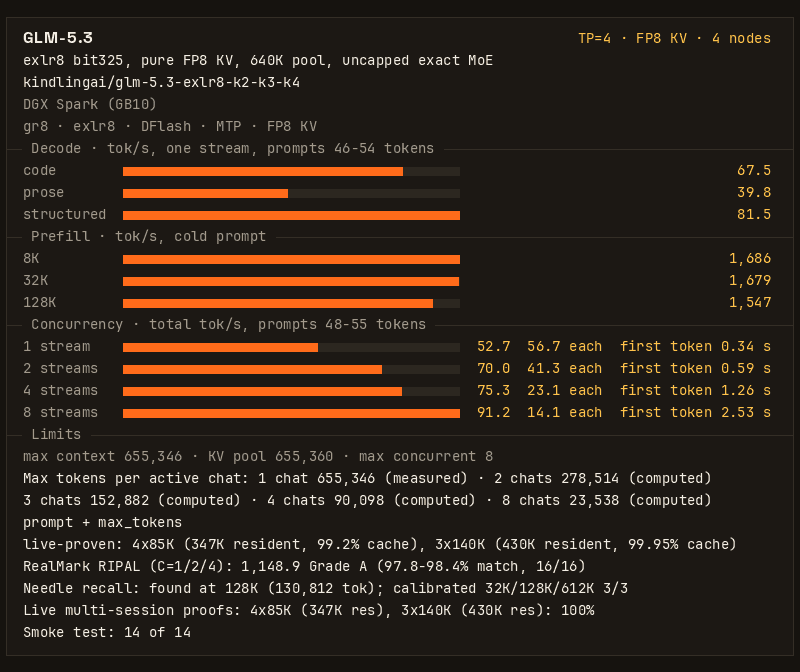 GLM-5.3 TP=4 · FP8 KV · 4 nodes
exlr8 bit325, pure FP8 KV, 640K pool, uncapped exact MoE
kindlingai/glm-5.3-exlr8-k2-k3-k4
DGX Spark (GB10)
gr8 · exlr8 · DFlash · MTP · FP8 KV
Decode · tok/s, one stream, prompts 46-54 tokens
code 67.5
prose 39.8
structured 81.5
Prefill · tok/s, cold prompt
8K 1,686
32K 1,679
128K 1,547
Concurrency · total tok/s, prompts 48-55 tokens
1 stream 52.7 56.7 each first token 0.34 s
2 streams 70.0 41.3 each first token 0.59 s
4 streams 75.3 23.1 each first token 1.26 s
8 streams 91.2 14.1 each first token 2.53 s
Limits
max context 655,346 · KV pool 655,360 · max concurrent 8
Max tokens per active chat: 1 chat 655,346 (measured) · 2 chats 278,514 (computed)
3 chats 152,882 (computed) · 4 chats 90,098 (computed) · 8 chats 23,538 (computed)
prompt + max_tokens
live-proven: 4x85K (347K resident, 99.2% cache), 3x140K (430K resident, 99.95% cache)
RealMark RIPAL (C=1/2/4): 1,148.9 Grade A (97.8-98.4% match, 16/16)
Needle recall: found at 128K (130,812 tok); calibrated 32K/128K/612K 3/3
Live multi-session proofs: 4x85K (347K res), 3x140K (430K res): 100%
Smoke test: 14 of 14